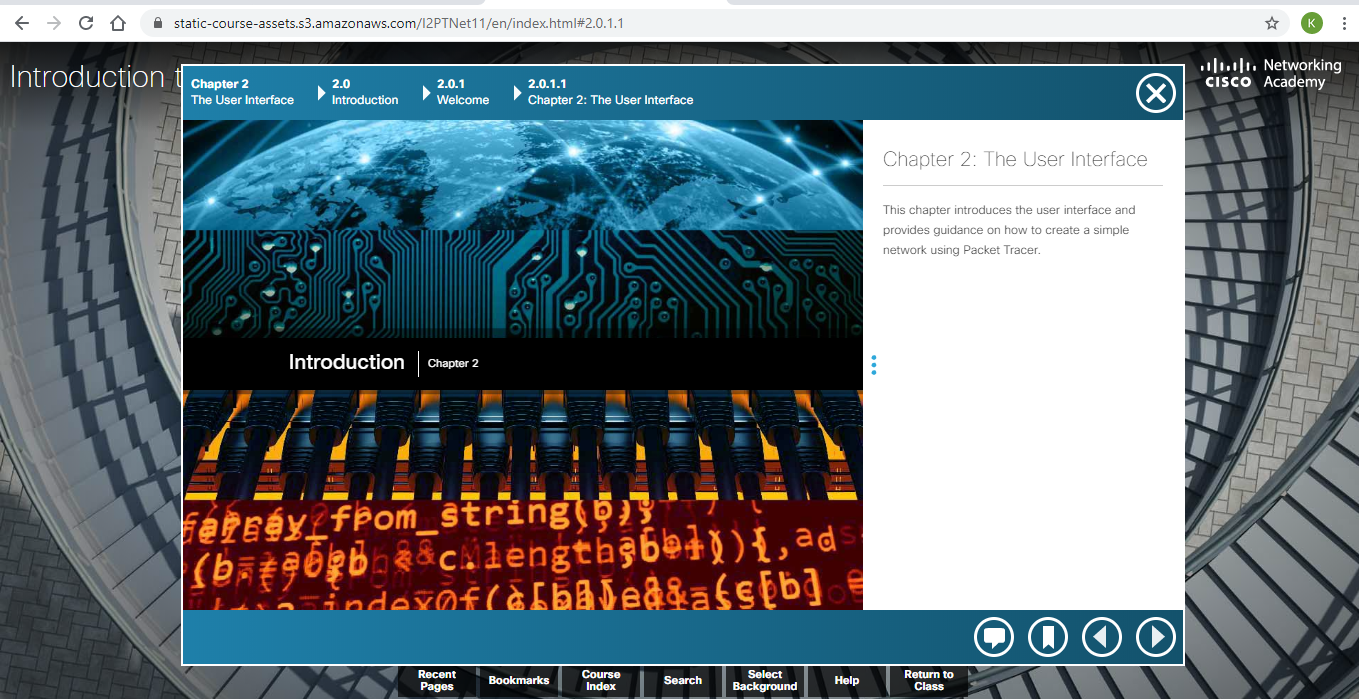 static-course-assets.s3.amazonaws.com/I2PTNet11/en/index.html#2.0.1.1
K
Introduction t
Networking
CISCO Academy
Chapter 2
The User Interface
2.0
Introduction
2.0.1
Welcome
2.0.1.1
Chapter 2: The User Interface
Chapter 2: The User Interface
This chapter introduces the user interface and
provides guidance on how to create a simple
network using Packet Tracer.
Introduction
Chapter 2
array_from_string(b);
c.length
indexOf(
(s[b]
Recent
Pages
Bookmarks
Course
Index
Search
Select
Background
Help
Return to
Class